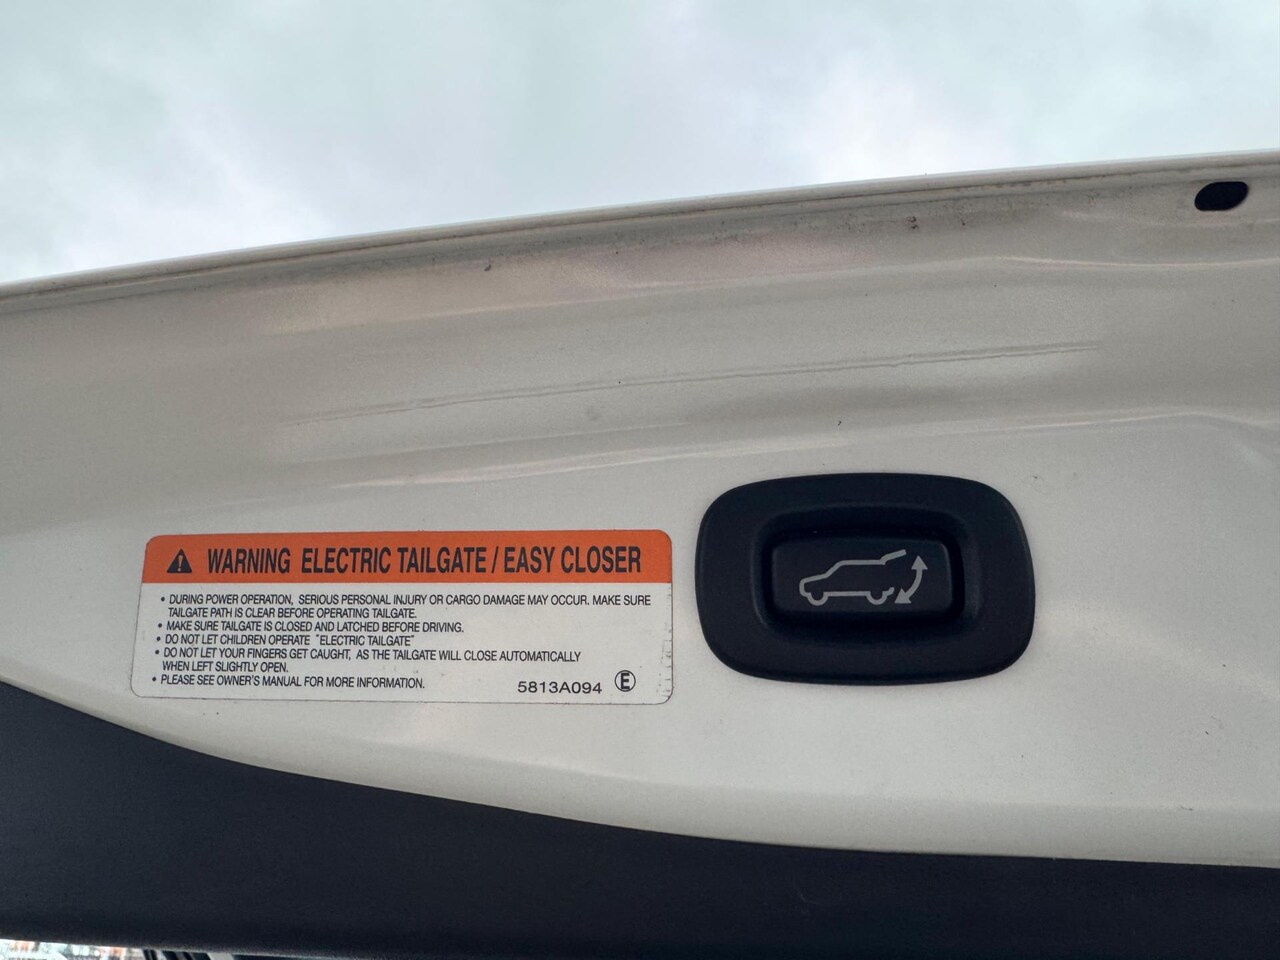 WARNING ELECTRIC TAILGATE / EASY CLOSER
• DURING POWER OPERATION, SERIOUS PERSONAL INJURY OR CARGO DAMAGE MAY OCCUR. MAKE SURE
TAILGATE PATH IS CLEAR BEFORE OPERATING TAILGATE.
• MAKE SURE TAILGATE IS CLOSED AND LATCHED BEFORE DRIVING.
• DO NOT LET CHILDREN OPERATE "ELECTRIC TAILGATE"
• DO NOT LET YOUR FINGERS GET CAUGHT, AS THE TAILGATE WILL CLOSE AUTOMATICALLY
WHEN LEFT SLIGHTLY OPEN.
• PLEASE SEE OWNER'S MANUAL FOR MORE INFORMATION.
5813A094 Ⓔ